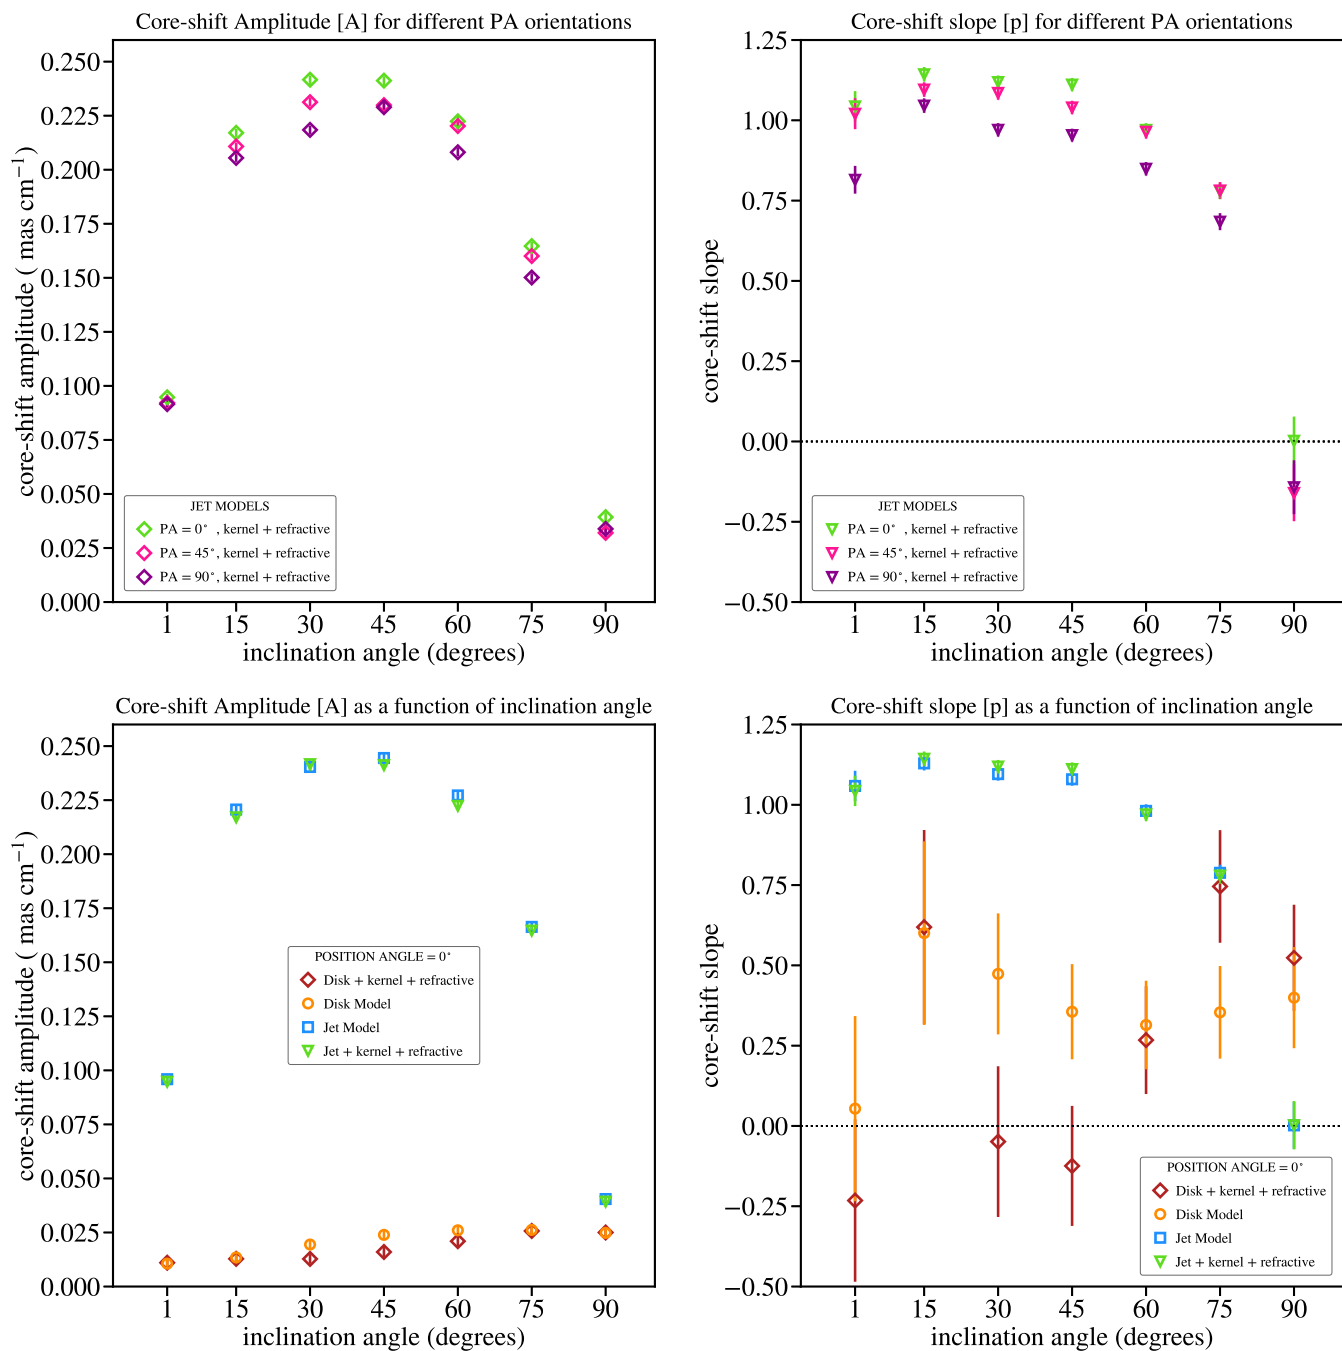 Core-shift Amplitude [A] for different PA orientations
core-shift amplitude ( mas cm⁻¹)
0.250
0.225
0.200
0.175
0.150
0.125
0.100
0.075
0.050
0.025
0.000
JET MODELS
PA = 0° , kernel + refractive
PA = 45°, kernel + refractive
PA = 90°, kernel + refractive
1 15 30 45 60 75 90
inclination angle (degrees)
Core-shift slope [p] for different PA orientations
core-shift slope
1.25
1.00
0.75
0.50
0.25
0.00
−0.25
−0.50
JET MODELS
PA = 0° , kernel + refractive
PA = 45°, kernel + refractive
PA = 90°, kernel + refractive
1 15 30 45 60 75 90
inclination angle (degrees)
Core-shift Amplitude [A] as a function of inclination angle
core-shift amplitude ( mas cm⁻¹)
0.250
0.225
0.200
0.175
0.150
0.125
0.100
0.075
0.050
0.025
0.000
POSITION ANGLE = 0°
Disk + kernel + refractive
Disk Model
Jet Model
Jet + kernel + refractive
1 15 30 45 60 75 90
inclination angle (degrees)
Core-shift slope [p] as a function of inclination angle
core-shift slope
1.25
1.00
0.75
0.50
0.25
0.00
−0.25
−0.50
POSITION ANGLE = 0°
Disk + kernel + refractive
Disk Model
Jet Model
Jet + kernel + refractive
1 15 30 45 60 75 90
inclination angle (degrees)